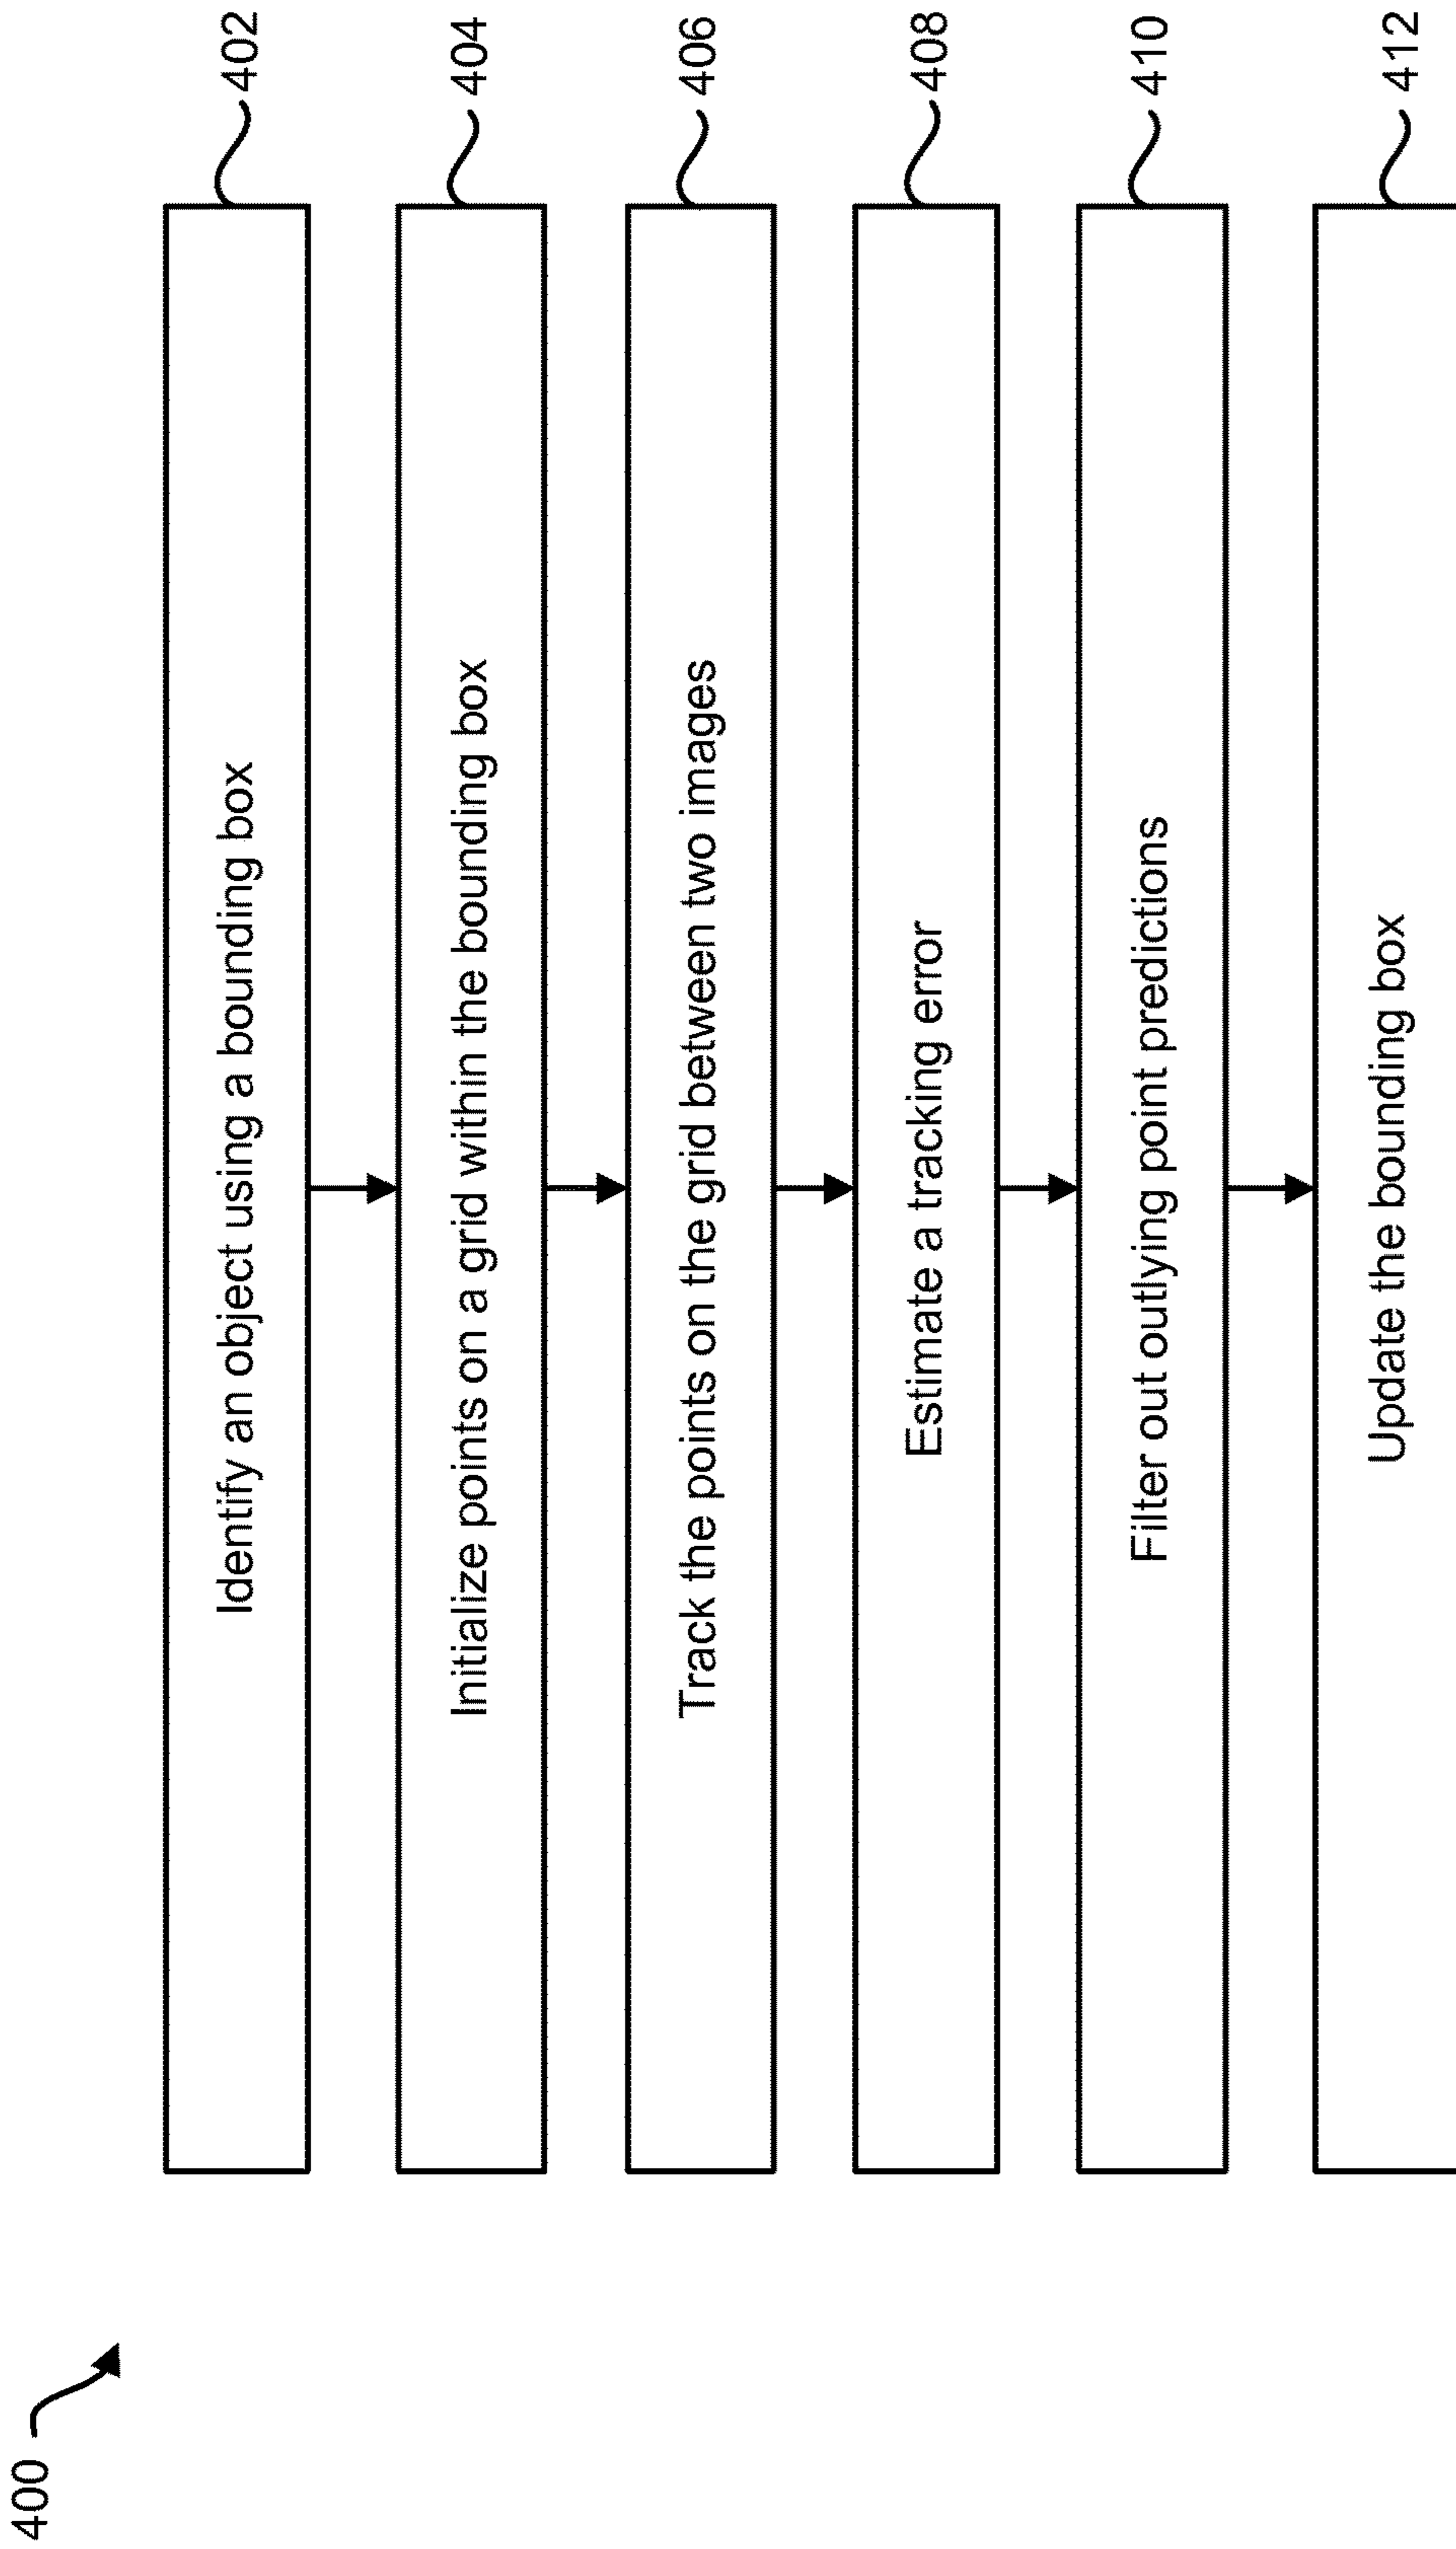 400
Identify an object using a bounding box
402
Initialize points on a grid within the bounding box
404
Track the points on the grid between two images
406
Estimate a tracking error
408
Filter out outlying point predictions
410
Update the bounding box
412